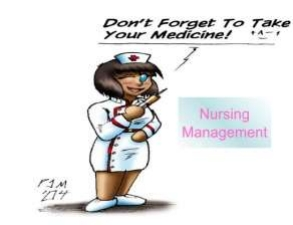 Don't Forget To Take
Your Medicine!
Nursing
Management